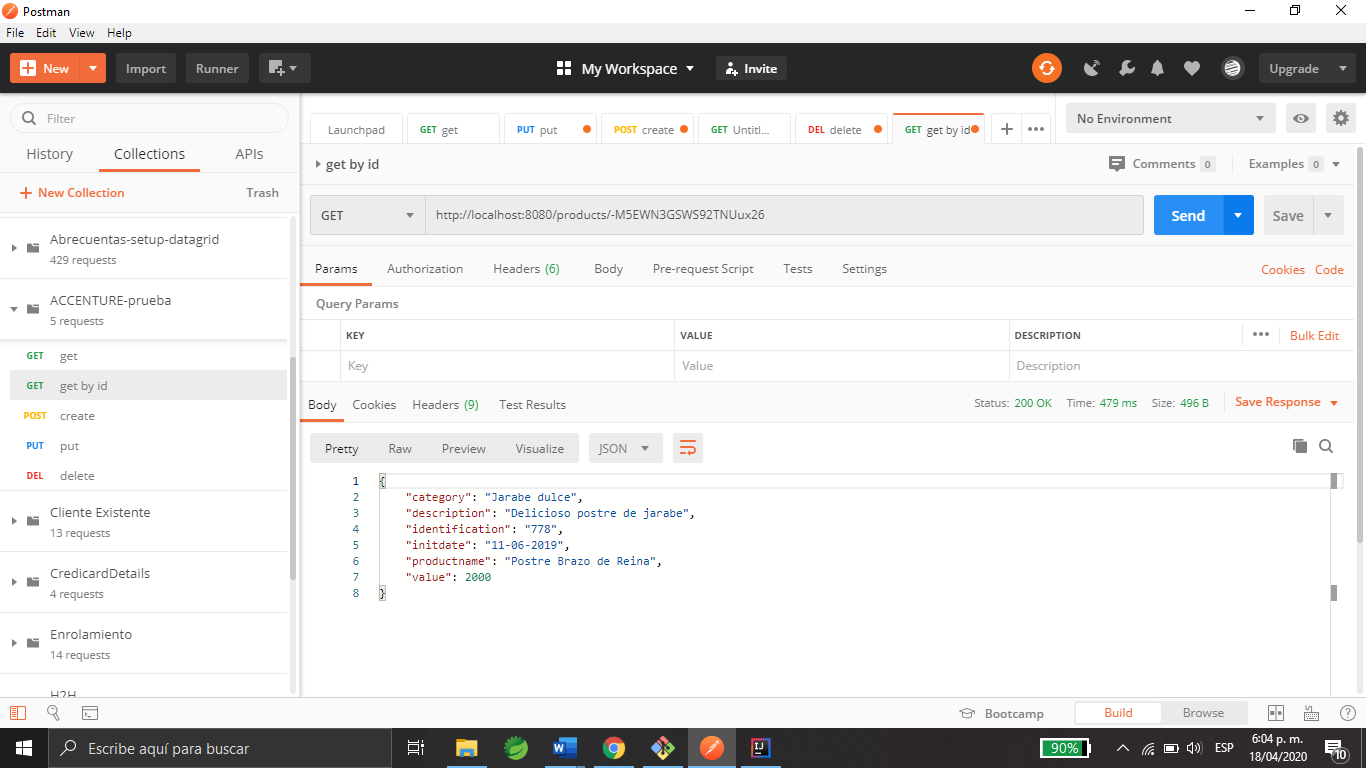 Postman
File Edit View Help
New Import Runner My Workspace Invite Upgrade
Filter
History Collections APIs
New Collection Trash
Abrecuentas-setup-datagrid
429 requests
ACCENTURE-prueba
5 requests
GET get
GET get by id
POST create
PUT put
DEL delete
Cliente Existente
13 requests
CredicardDetails
4 requests
Enrolamiento
14 requests
H2H
Launchpad GET get PUT put POST create GET Untitl... DEL delete GET get by id
No Environment
get by id Comments 0 Examples 0
GET http://localhost:8080/products/-M5EWN3GSWS92TNUux26 Send Save
Params Authorization Headers (6) Body Pre-request Script Tests Settings Cookies Code
Query Params
KEY VALUE DESCRIPTION Bulk Edit
Key Value Description
Body Cookies Headers (9) Test Results Status: 200 OK Time: 479 ms Size: 496 B Save Response
Pretty Raw Preview Visualize JSON
1 {
2 "category": "Jarabe dulce",
3 "description": "Delicioso postre de jarabe",
4 "identification": "778",
5 "initdate": "11-06-2019",
6 "productname": "Postre Brazo de Reina",
7 "value": 2000
8 }
Bootcamp Build Browse
Escribe aquí para buscar
90%
ESP
6:04 p. m.
18/04/2020
10